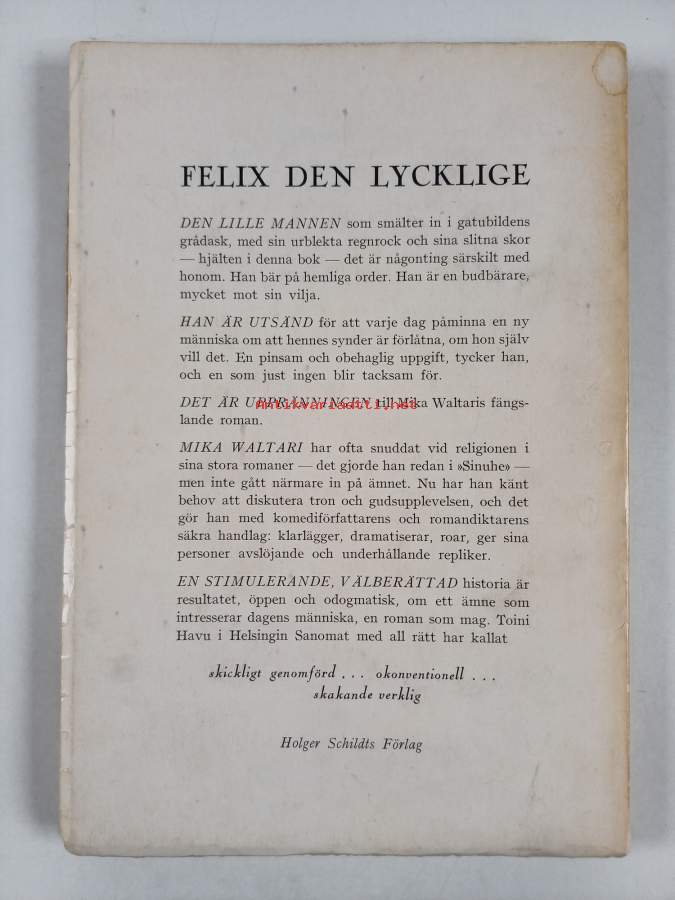 FELIX DEN LYCKLIGE
DEN LILLE MANNEN som smälter in i gatubildens
grådask, med sin urblekta regnrock och sina slitna skor
— hjälten i denna bok — det är någonting särskilt med
honom. Han bär på hemliga order. Han är en budbärare,
mycket mot sin vilja.
HAN ÄR UTSÄND för att varje dag påminna en ny
människa om att hennes synder är förlåtna, om hon själv
vill det. En pinsam och obehaglig uppgift, tycker han,
och en som just ingen blir tacksam för.
DET ÄR UPPRÄNNINGEN till Mika Waltaris fängs-
Antikvariaatti.net
lande roman.
MIKA WALTARI har ofta snuddat vid religionen i
sina stora romaner — det gjorde han redan i »Sinuhe» —
men inte gått närmare in på ämnet. Nu har han känt
behov att diskutera tron och gudsupplevelsen, och det
gör han med komediförfattarens och romandiktarens
säkra handlag: klarlägger, dramatiserar, roar, ger sina
personer avslöjande och underhållande repliker.
EN STIMULERANDE, VÄLBERÄTTAD historia är
resultatet, öppen och odogmatisk, om ett ämne som
intresserar dagens människa, en roman som mag. Toini
Havu i Helsingin Sanomat med all rätt har kallat
skickligt genomförd . . . okonventionell . . .
skakande verklig
Holger Schildts Förlag